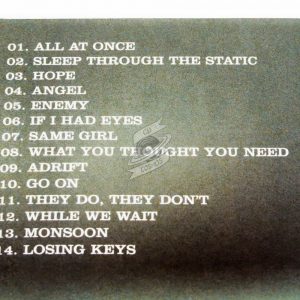 01. ALL AT ONCE
02. SLEEP THROUGH THE STATIC
03. HOPE
04. ANGEL
05. ENEMY
06. IF I HAD EYES
07. SAME GIRL
08. WHAT YOU THOUGHT YOU NEED
09. ADRIFT
10. GO ON
11. THEY DO, THEY DON'T
12. WHILE WE WAIT
13. MONSOON
14. LOSING KEYS